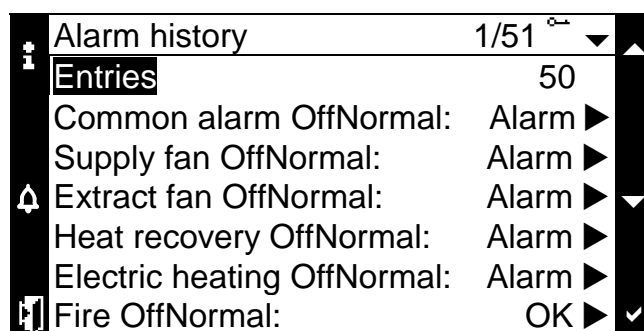 Alarm history 1/51
Entries 50
Common alarm OffNormal: Alarm
Supply fan OffNormal: Alarm
Extract fan OffNormal: Alarm
Heat recovery OffNormal: Alarm
Electric heating OffNormal: Alarm
Fire OffNormal: OK